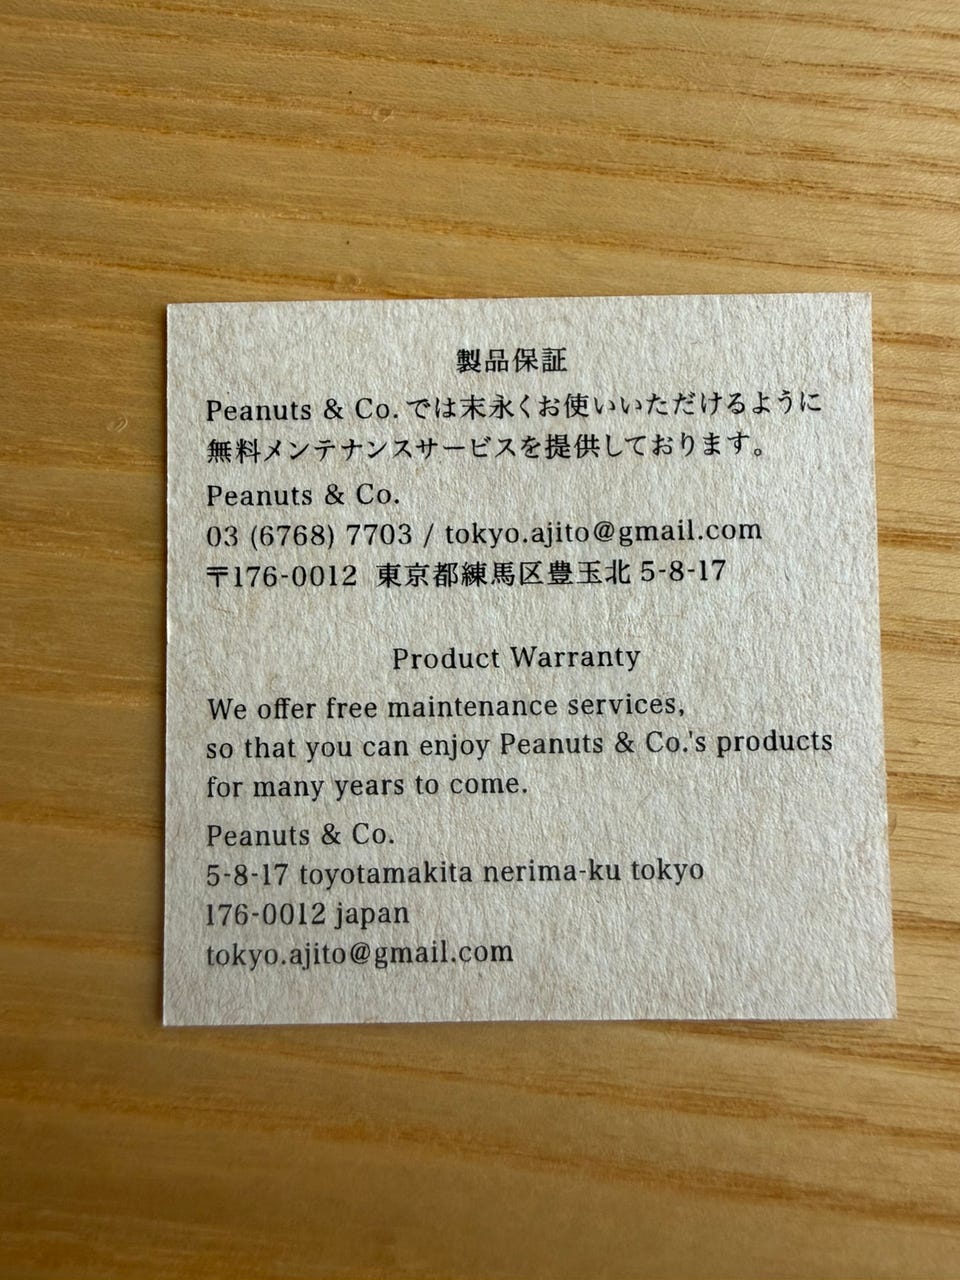 製品保証
Peanuts & Co. では末永くお使いいただけるように
無料メンテナンスサービスを提供しております。
Peanuts & Co.
03 (6768) 7703 / tokyo.ajito@gmail.com
〒176-0012 東京都練馬区豊玉北 5-8-17
Product Warranty
We offer free maintenance services,
so that you can enjoy Peanuts & Co.'s products
for many years to come.
Peanuts & Co.
5-8-17 toyotamakita nerima-ku tokyo
176-0012 japan
tokyo.ajito@gmail.com